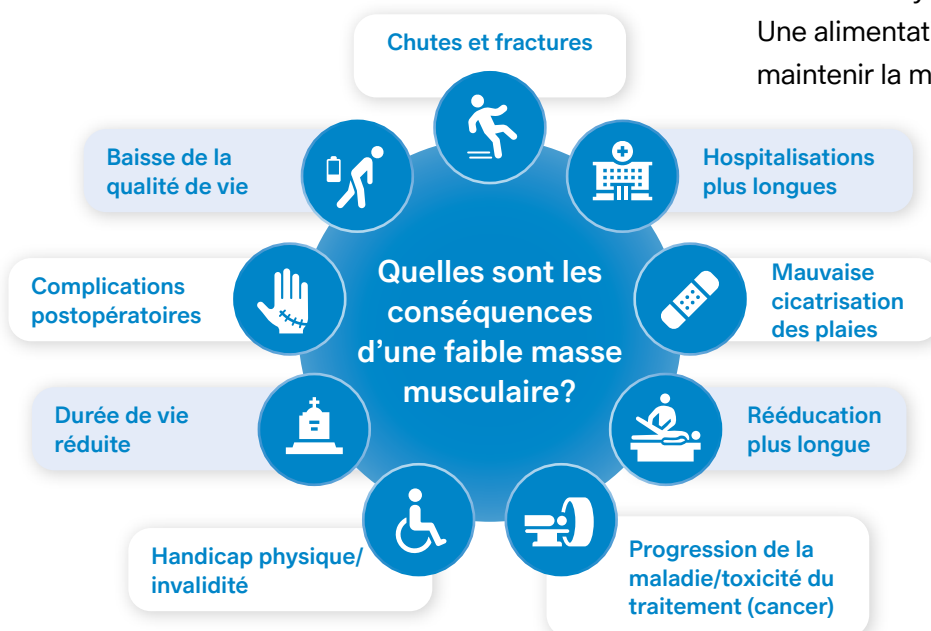 Une
maintenir la
Chutes et fractures
Hospitalisations
plus longues
Mauvaise
cicatrisation
des plaies
Rééducation
plus longue
Progression de la
maladie/toxicité du
traitement (cancer)
Handicap physique/
invalidité
Durée de vie
réduite
Complications
postopératoires
Baisse de la
qualité de vie
Quelles sont les
conséquences
d'une faible masse
musculaire?